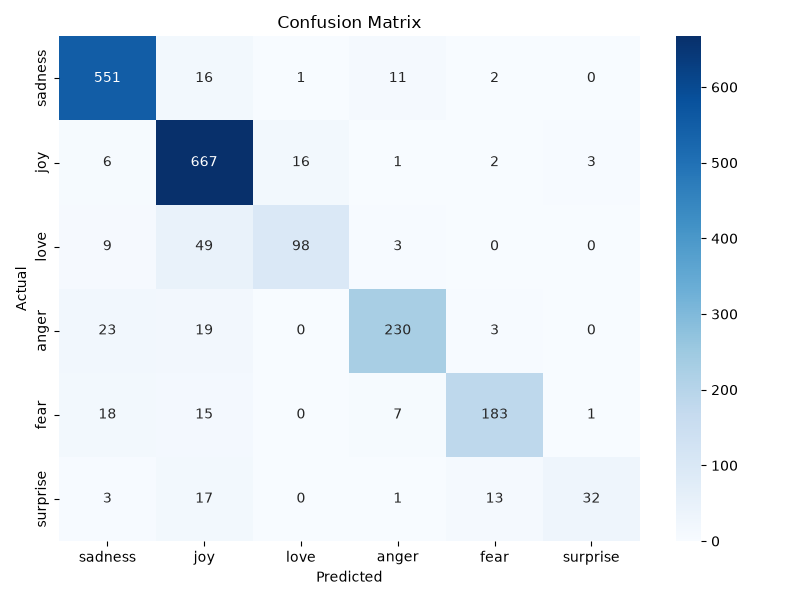 Confusion Matrix
sadness 551 16 1 11 2 0
joy 6 667 16 1 2 3
love 9 49 98 3 0 0
anger 23 19 0 230 3 0
fear 18 15 0 7 183 1
surprise 3 17 0 1 13 32
sadness joy love anger fear surprise
Predicted
Actual
600
500
400
300
200
100
0